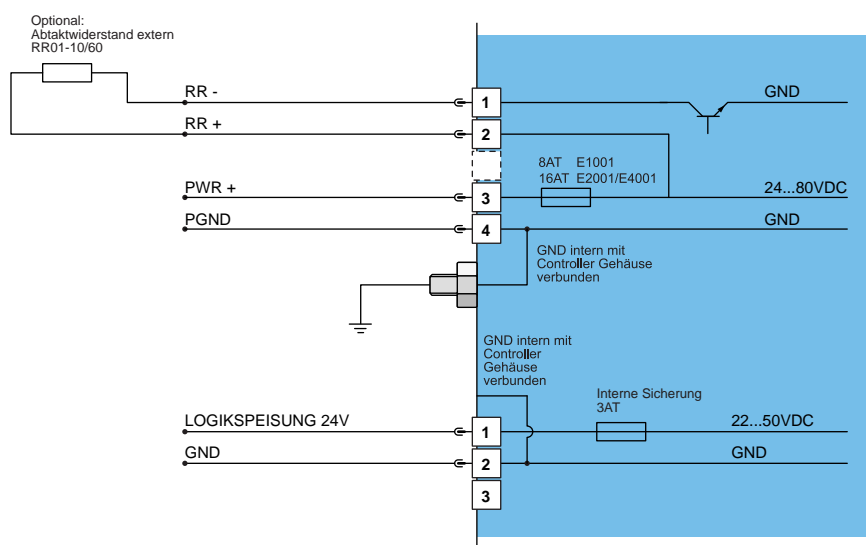 Optional:
Abtaktwiderstand extern
RR01-10/60
RR -
1
GND
RR +
2
8AT E1001
16AT E2001/E4001
PWR +
3
24...80VDC
PGND
4
GND
GND intern mit
Controller Gehäuse
verbunden
GND intern mit
Controller
Gehäuse
verbunden
Interne Sicherung
3AT
LOGIKSPEISUNG 24V
1
22...50VDC
GND
2
GND
3